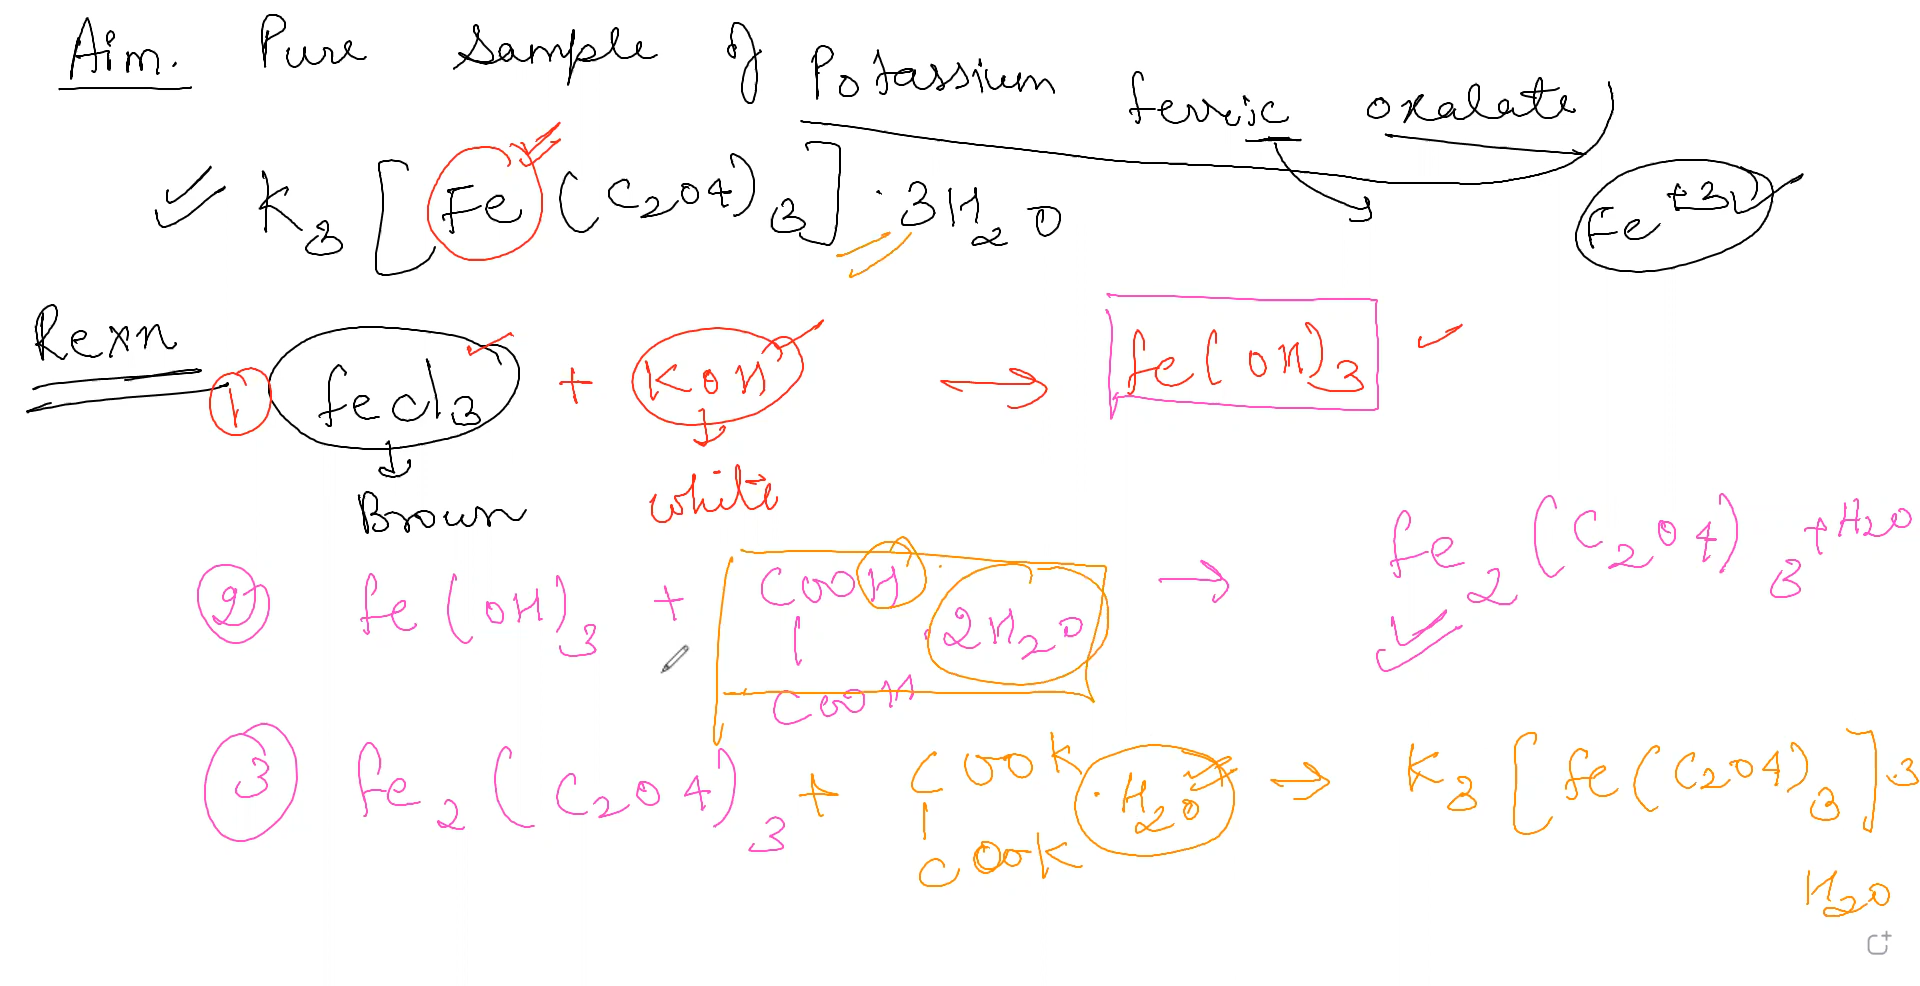 Aim. Pure Sample of Potassium ferric oxalate
K3[Fe(C2O4)3]·3H2O Fe+3
Rexn
1 FeCl3 + KOH → Fe(OH)3
Brown white
2 Fe(OH)3 + COOH | COOH ·2H2O → Fe2(C2O4)3 + H2O
3 Fe2(C2O4)3 + COOK | COOK ·H2O → K3[Fe(C2O4)3].3
H2O